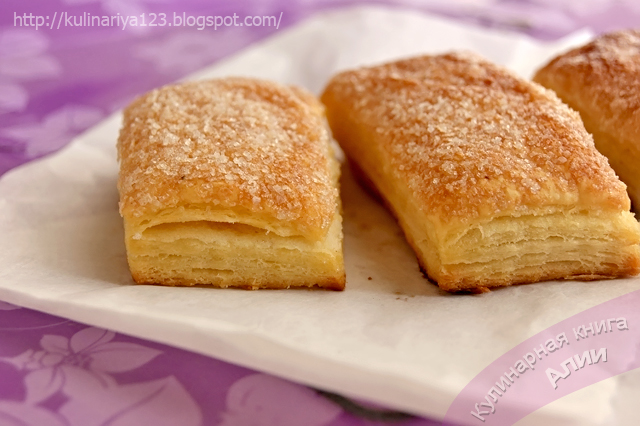 http://kulinariya123.blogspot.com/
Кулинарная книга
АЛИИ